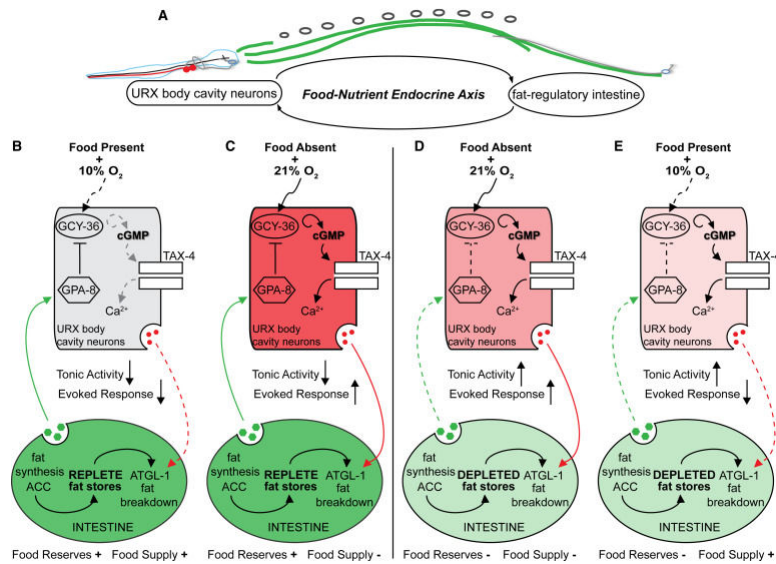 A
URX body cavity neurons
Food-Nutrient Endocrine Axis
fat-regulatory intestine
B
Food Present
+
10% O₂
GCY-36
cGMP
TAX-4
GPA-8
Ca²⁺
URX body
cavity neurons
Tonic Activity
Evoked Response
fat
synthesis
ACC
REPLETE
fat stores
ATGL-1
fat
breakdown
INTESTINE
Food Reserves + Food Supply +
C
Food Absent
+
21% O₂
GCY-36
cGMP
TAX-4
GPA-8
Ca²⁺
URX body
cavity neurons
Tonic Activity
Evoked Response
fat
synthesis
ACC
REPLETE
fat stores
ATGL-1
fat
breakdown
INTESTINE
Food Reserves + Food Supply -
D
Food Absent
+
21% O₂
GCY-36
cGMP
TAX-4
GPA-8
Ca²⁺
URX body
cavity neurons
Tonic Activity
Evoked Response
fat
synthesis
ACC
DEPLETED
fat stores
ATGL-1
fat
breakdown
INTESTINE
Food Reserves - Food Supply -
E
Food Present
+
10% O₂
GCY-36
cGMP
TAX-4
GPA-8
Ca²⁺
URX body
cavity neurons
Tonic Activity
Evoked Response
fat
synthesis
ACC
DEPLETED
fat stores
ATGL-1
fat
breakdown
INTESTINE
Food Reserves - Food Supply +